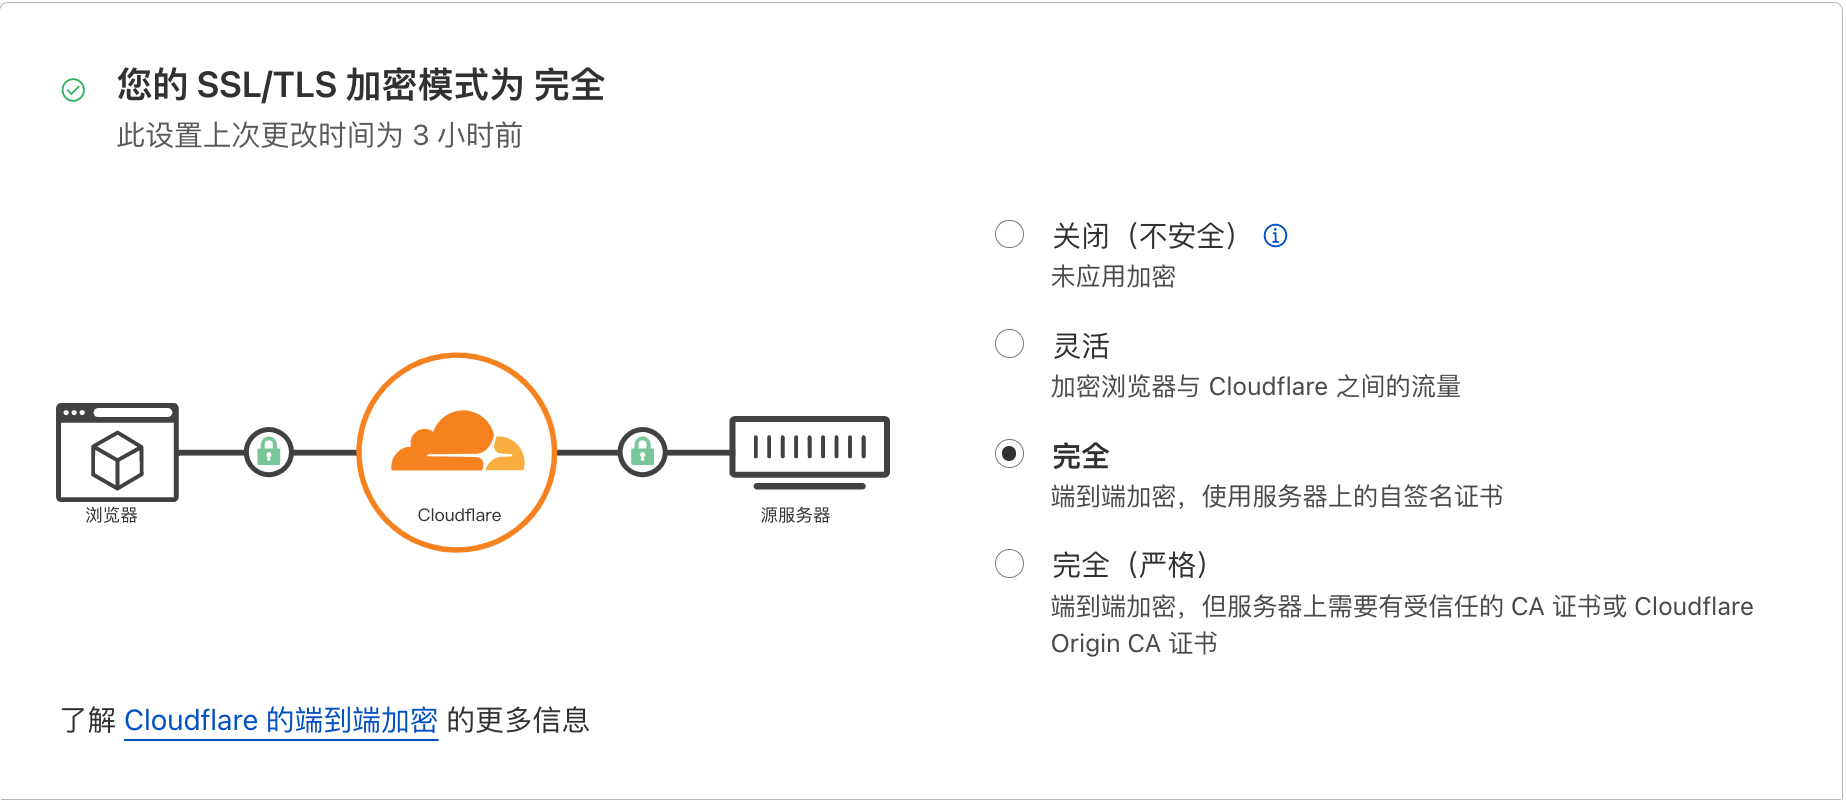 您的 SSL/TLS 加密模式为 完全
此设置上次更改时间为 3 小时前
关闭（不安全）
未应用加密
灵活
加密浏览器与 Cloudflare 之间的流量
完全
端到端加密，使用服务器上的自签名证书
完全（严格）
端到端加密，但服务器上需要有受信任的 CA 证书或 Cloudflare
Origin CA 证书
浏览器
Cloudflare
源服务器
了解 Cloudflare 的端到端加密 的更多信息